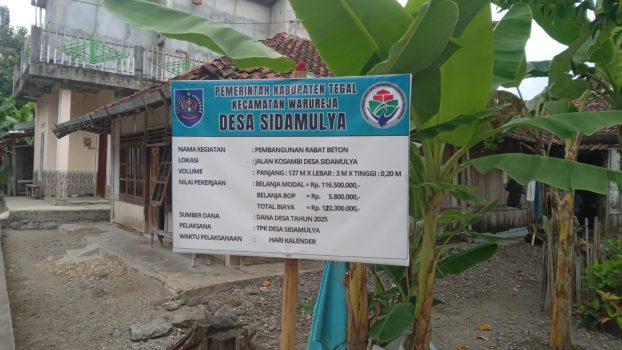 PEMERINTAH KABUPATEN TEGAL
KECAMATAN WARUREJA
DESA SIDAMULYA
NAMA KEGIATAN : PEMBANGUNAN RABAT BETON
LOKASI : JALAN KOSAMBI DESA SIDAMULYA
VOLUME : PANJANG : 137 M X LEBAR : 3 M X TINGGI : 0,20 M
NILAI PEKERJAAN : BELANJA MODAL = Rp. 116.500.000,-
BELANJA BOP = Rp. 5.800.000,-
TOTAL BIAYA = Rp. 122.300.000,-
SUMBER DANA : DANA DESA TAHUN 2025
PELAKSANA : TPK DESA SIDAMULYA
WAKTU PELAKSANAAN : HARI KALENDER